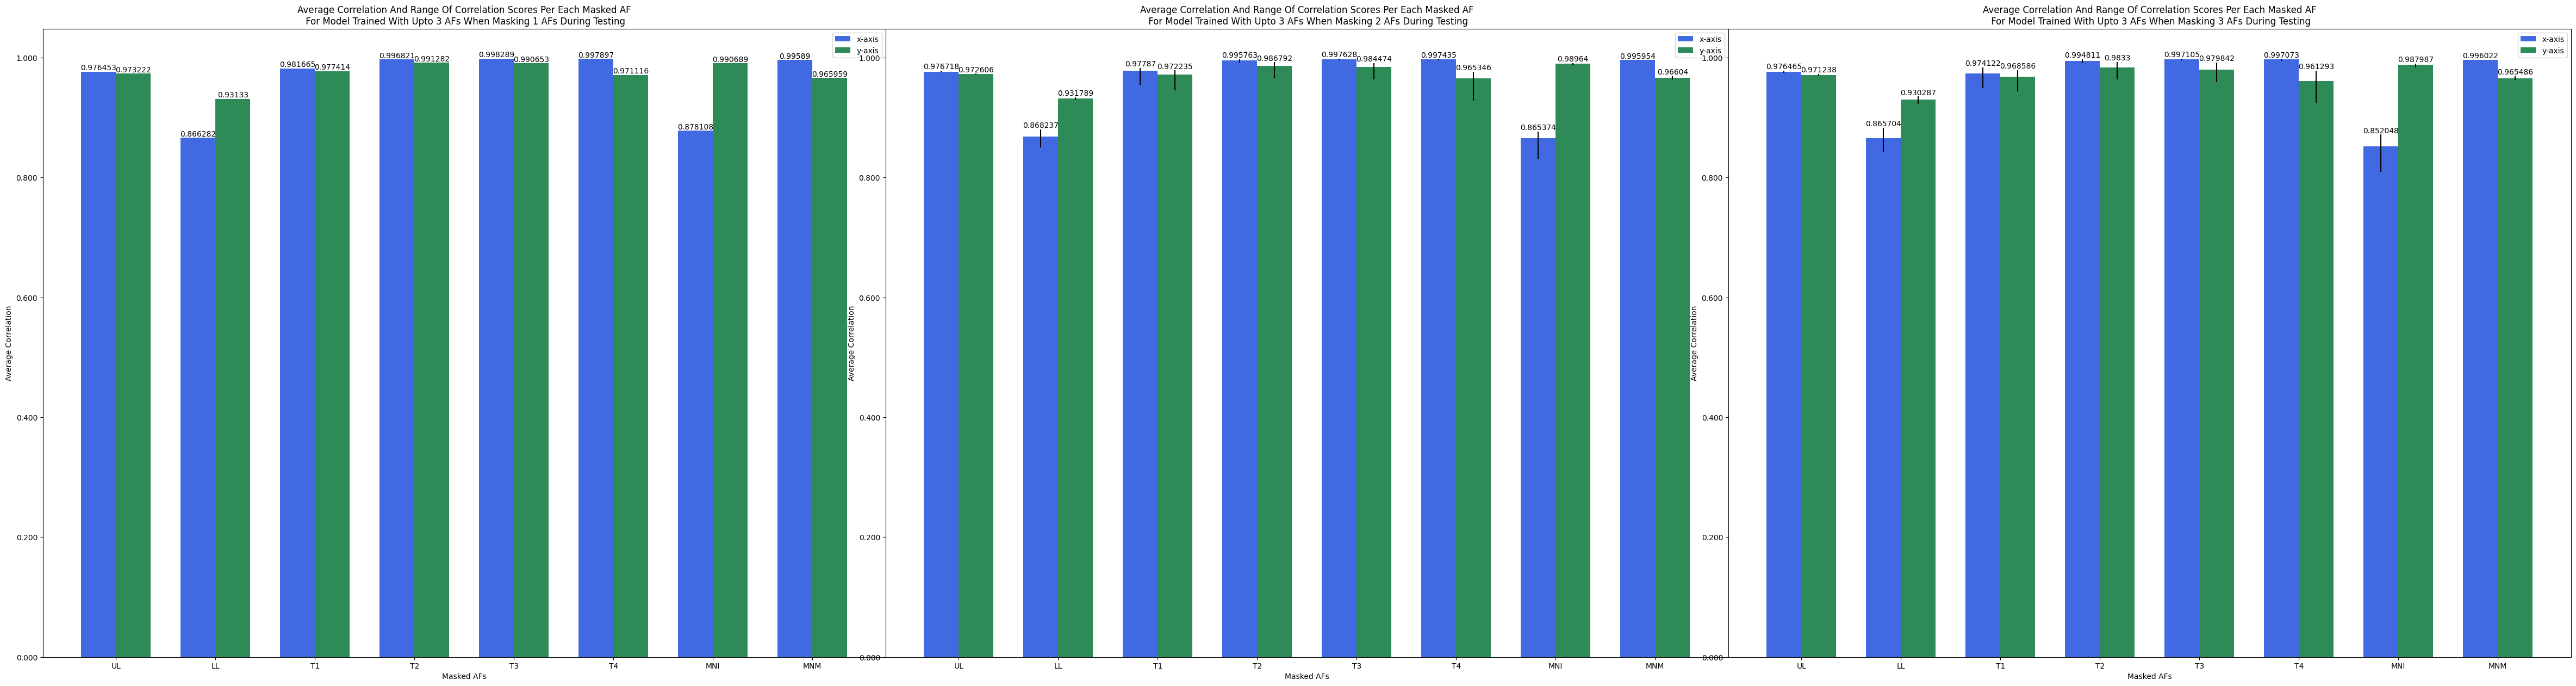 Average Correlation And Range Of Correlation Scores Per Each Masked AF
For Model Trained With Upto 3 AFs When Masking 1 AFs During Testing
x-axis
y-axis
1.000
0.800
0.600
0.400
0.200
0.000
Average Correlation
0.976453
0.973222
0.866282
0.93133
0.981665
0.977414
0.996821
0.991282
0.998289
0.990653
0.997897
0.971116
0.878108
0.990689
0.99589
0.965959
UL
LL
T1
T2
T3
T4
MNI
MNM
Masked AFs
Average Correlation And Range Of Correlation Scores Per Each Masked AF
For Model Trained With Upto 3 AFs When Masking 2 AFs During Testing
x-axis
y-axis
1.000
0.800
0.600
0.400
0.200
0.000
Average Correlation
0.976718
0.972606
0.868237
0.931789
0.97787
0.972235
0.995763
0.986792
0.997628
0.984474
0.997435
0.965346
0.865374
0.98964
0.995954
0.96604
UL
LL
T1
T2
T3
T4
MNI
MNM
Masked AFs
Average Correlation And Range Of Correlation Scores Per Each Masked AF
For Model Trained With Upto 3 AFs When Masking 3 AFs During Testing
x-axis
y-axis
1.000
0.800
0.600
0.400
0.200
0.000
Average Correlation
0.976465
0.971238
0.865704
0.930287
0.974122
0.968586
0.994811
0.9833
0.997105
0.979842
0.997073
0.961293
0.852048
0.987987
0.996022
0.965486
UL
LL
T1
T2
T3
T4
MNI
MNM
Masked AFs